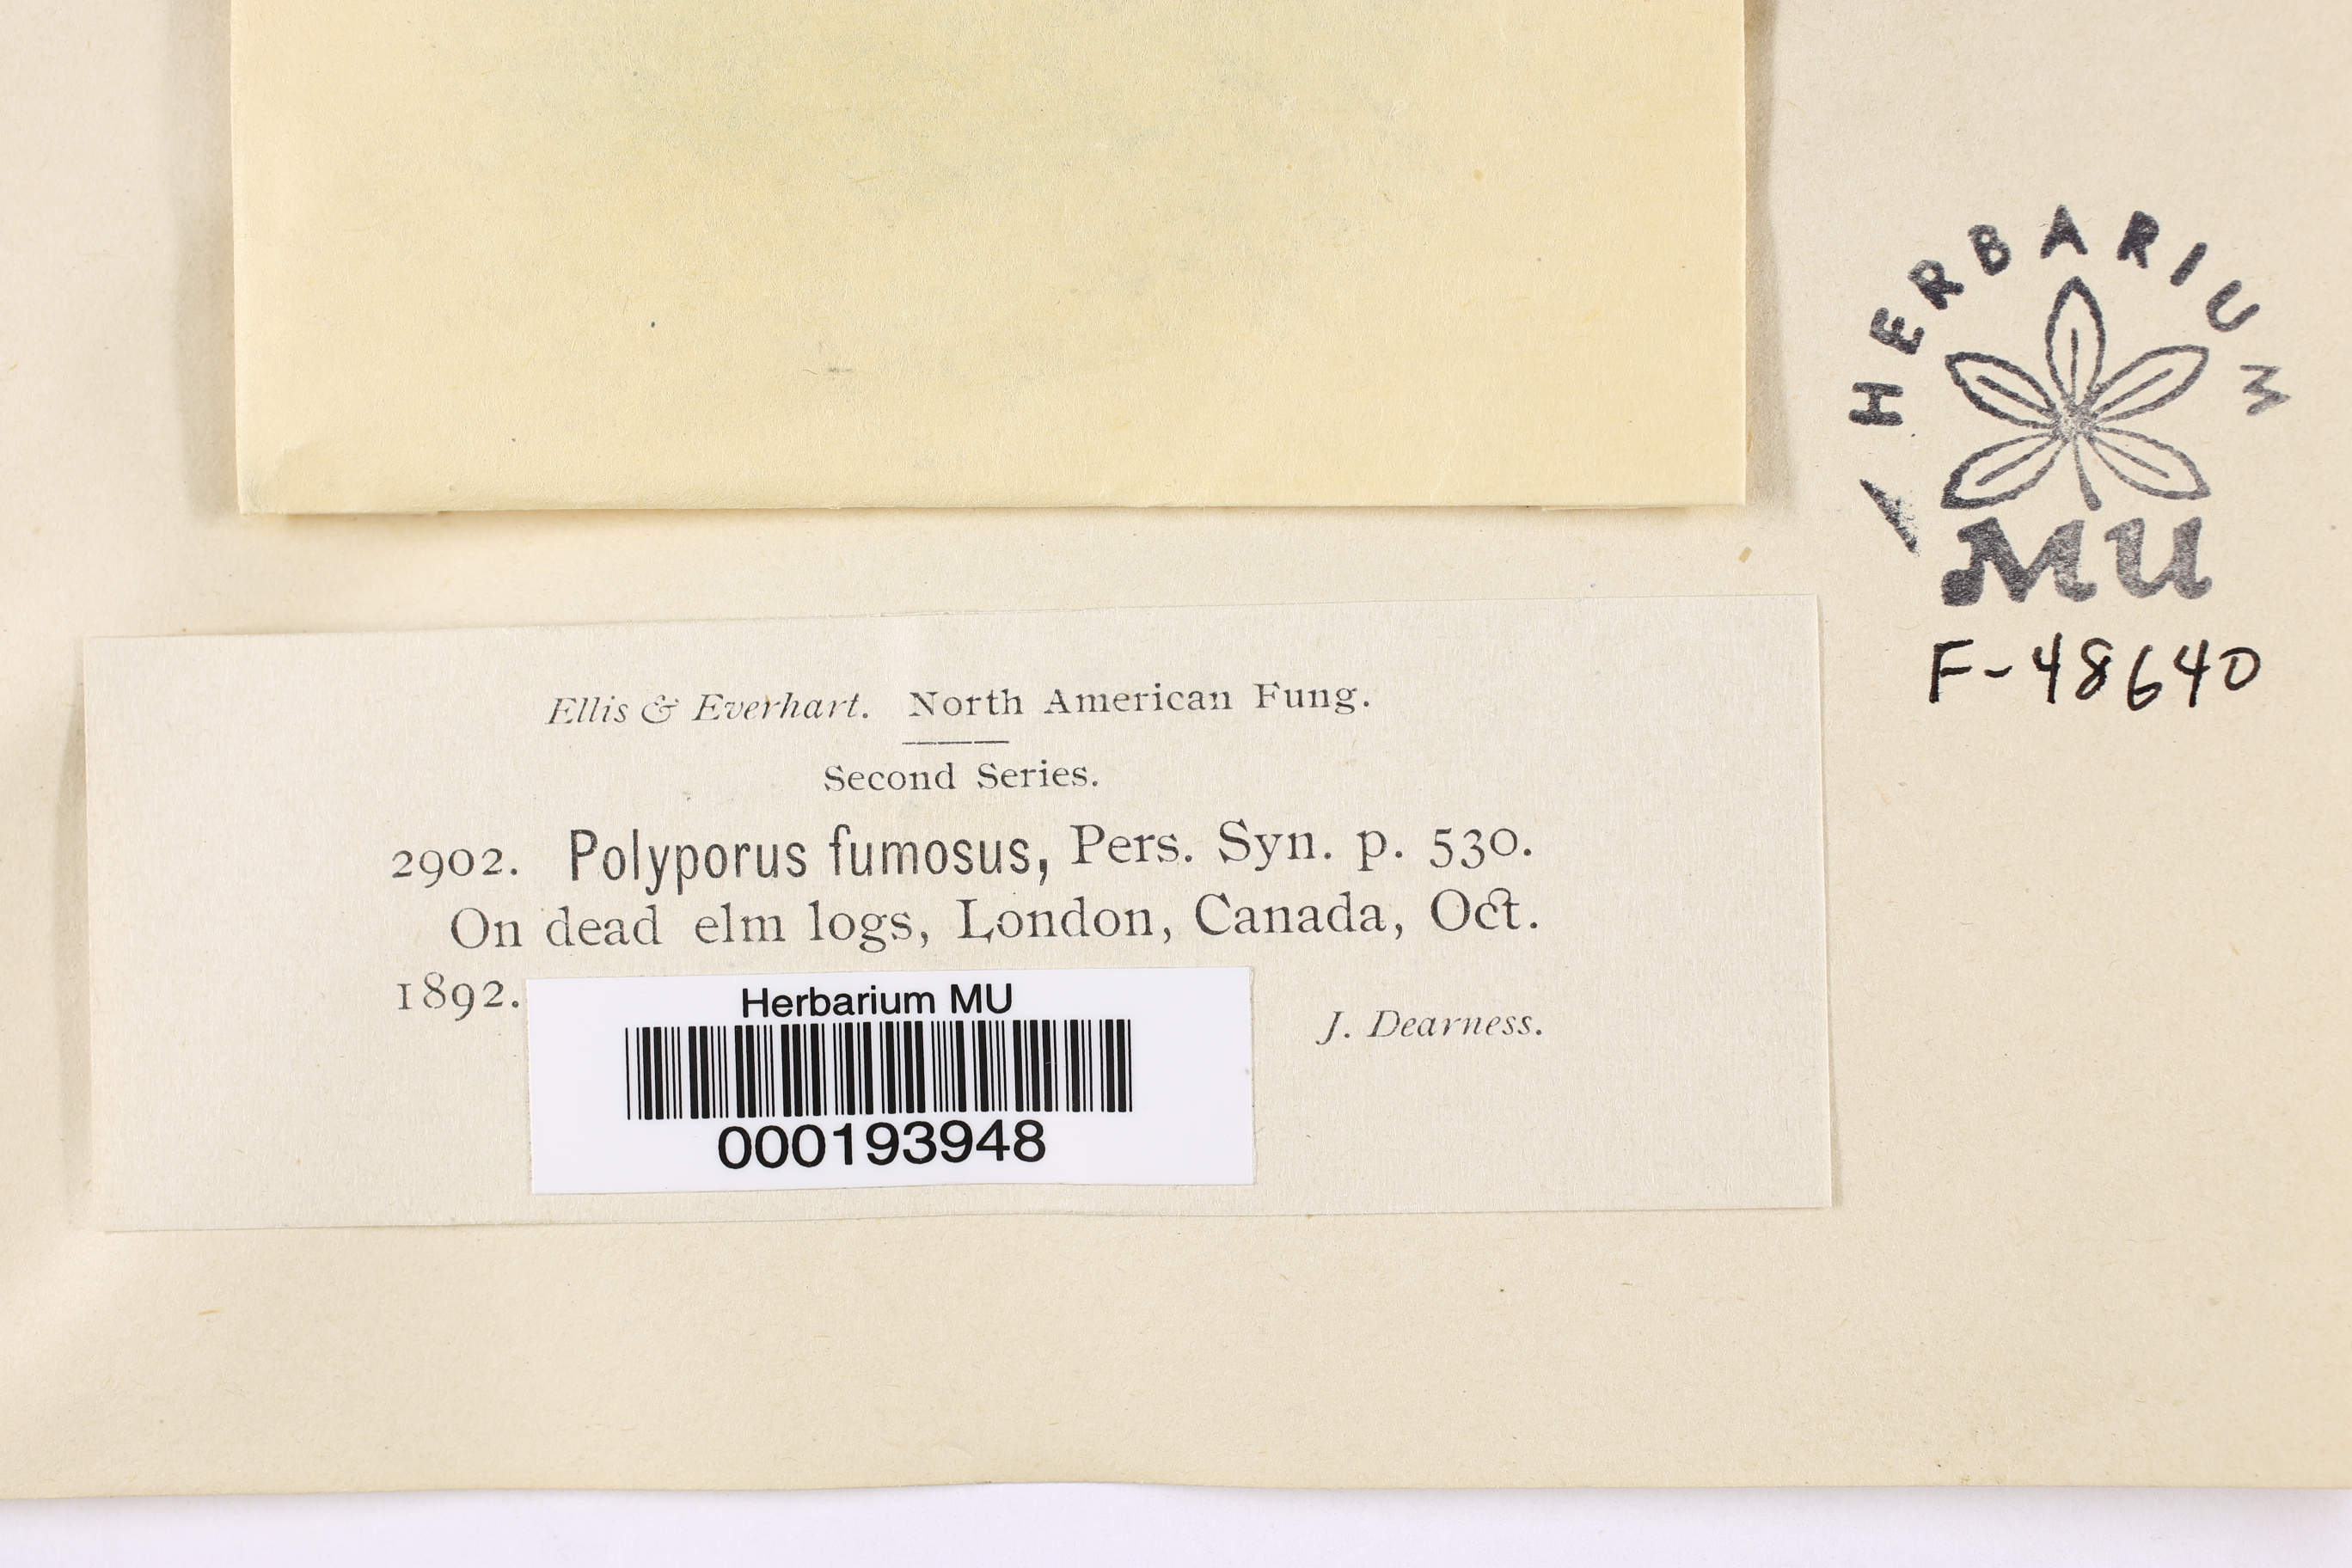 HERBARIUM
MU
F-48640
Ellis & Everhart. North American Fung.
Second Series.
2902. Polyporus fumosus, Pers. Syn. p. 530.
On dead elm logs, London, Canada, Oct.
1892.
J. Dearness.
Herbarium MU
000193948